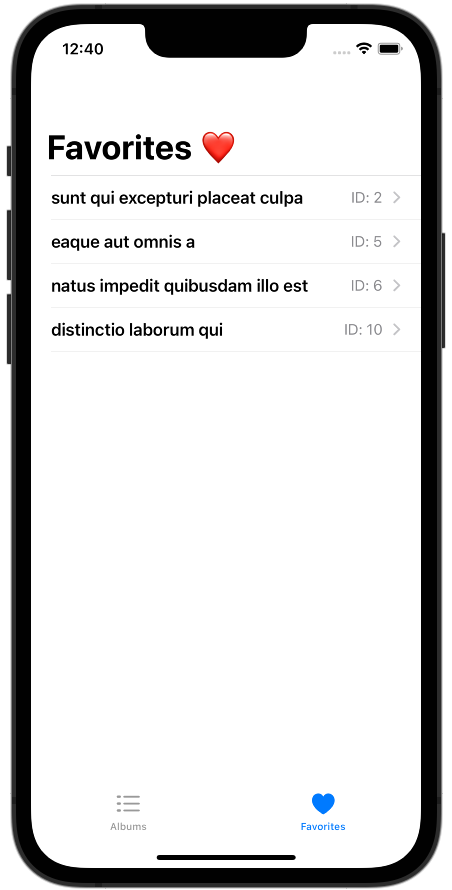 12:40
Favorites ❤️
sunt qui excepturi placeat culpa ID: 2
eaque aut omnis a ID: 5
natus impedit quibusdam illo est ID: 6
distinctio laborum qui ID: 10
Albums Favorites